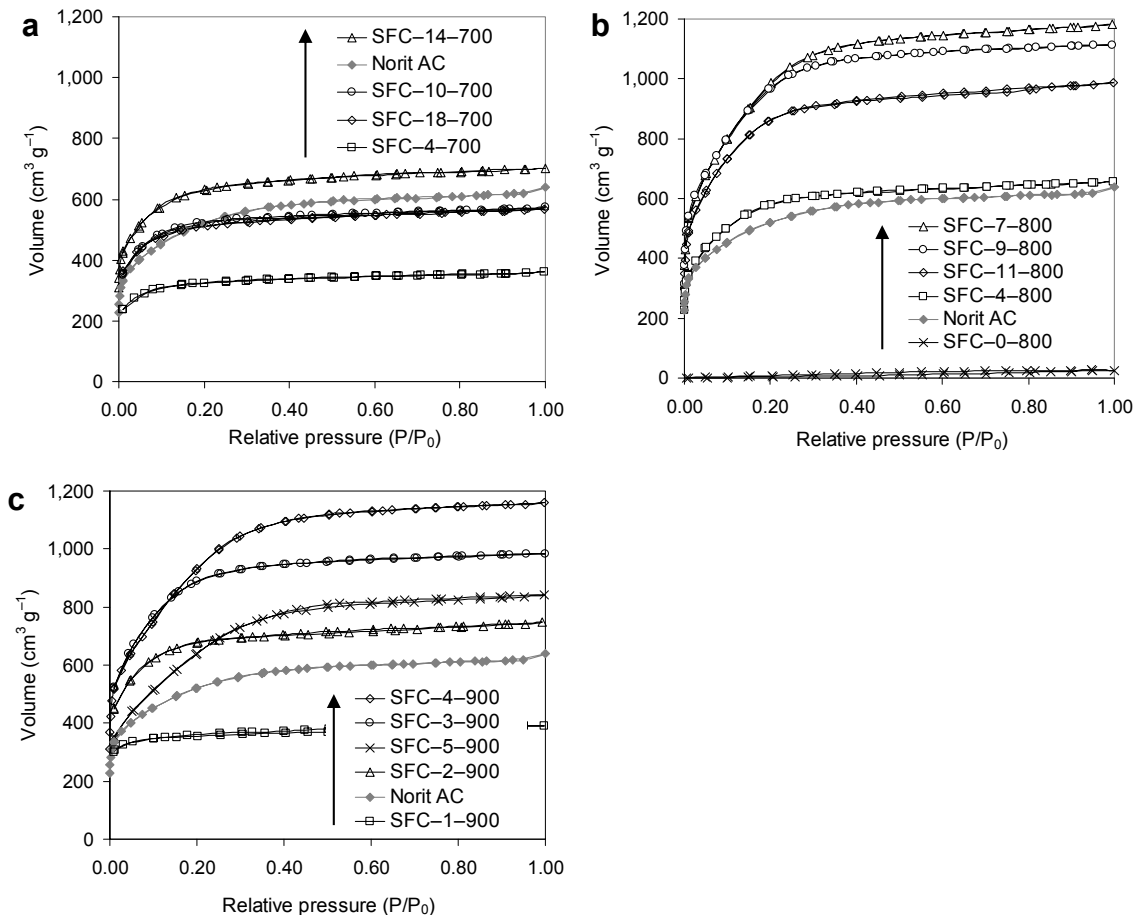 a
1,200
1,000
800
600
400
200
0
Volume (cm³ g⁻¹)
SFC–14–700
Norit AC
SFC–10–700
SFC–18–700
SFC–4–700
0.00 0.20 0.40 0.60 0.80 1.00
Relative pressure (P/P₀)
b
1,200
1,000
800
600
400
200
0
Volume (cm³ g⁻¹)
SFC–7–800
SFC–9–800
SFC–11–800
SFC–4–800
Norit AC
SFC–0–800
0.00 0.20 0.40 0.60 0.80 1.00
Relative pressure (P/P₀)
c
1,200
1,000
800
600
400
200
0
Volume (cm³ g⁻¹)
SFC–4–900
SFC–3–900
SFC–5–900
SFC–2–900
Norit AC
SFC–1–900
0.00 0.20 0.40 0.60 0.80 1.00
Relative pressure (P/P₀)